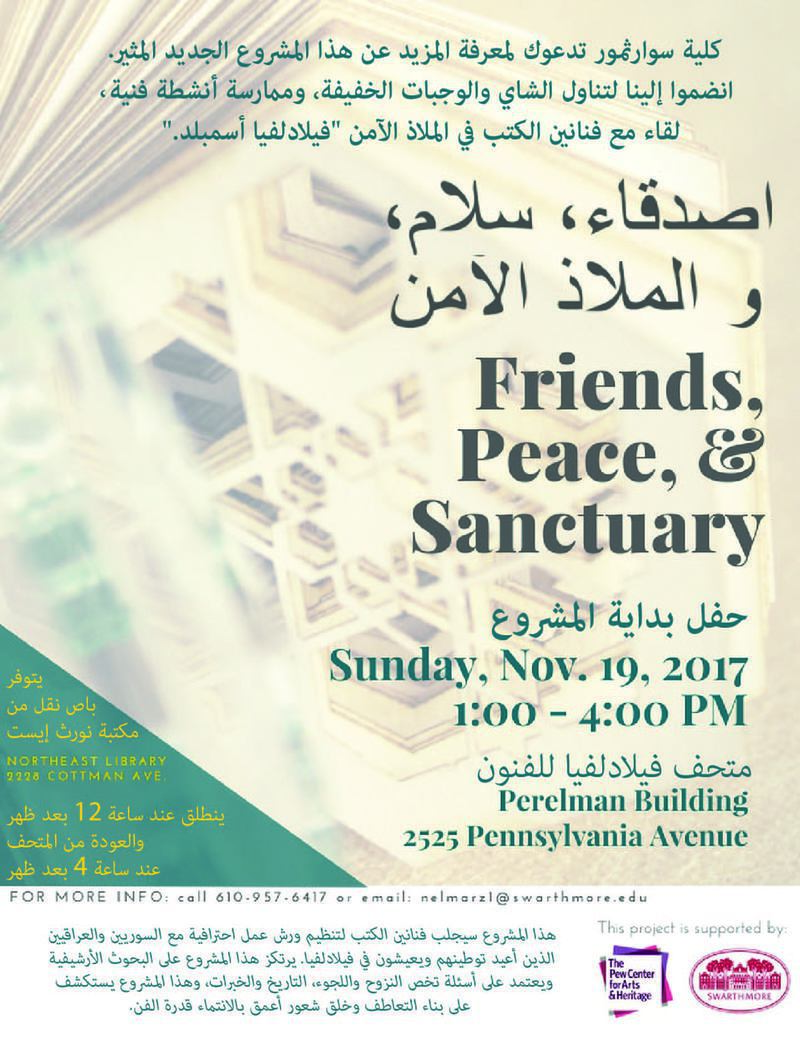 كلية سوارثمور تدعوك لمعرفة المزيد عن هذا المشروع الجديد المثير.
انضموا إلينا لتناول الشاي والوجبات الخفيفة، وممارسة أنشطة فنية،
لقاء مع فنانين الكتب في الملاذ الآمن "فيلادلفيا أسمبلد."
اصدقاء، سلام،
و الملاذ الآمن
Friends,
Peace, &
Sanctuary
حفل بداية المشروع
Sunday, Nov. 19, 2017
1:00 - 4:00 PM
متحف فيلادلفيا للفنون
Perelman Building
2525 Pennsylvania Avenue
يتوفر
باص نقل من
مكتبة نورث إيست
NORTHEAST LIBRARY
2228 COTTMAN AVE.
ينطلق عند ساعة 12 بعد ظهر
والعودة من المتحف
عند ساعة 4 بعد ظهر
FOR MORE INFO: call 610-957-6417 or email: nelmarz1@swarthmore.edu
هذا المشروع سيجلب فنانين الكتب لتنظيم ورش عمل احترافية مع السوريين والعراقيين
الذين أعيد توطينهم ويعيشون في فيلادلفيا. يرتكز هذا المشروع على البحوث الأرشيفية
ويعتمد على أسئلة تخص النزوح واللجوء، التاريخ والخبرات، وهذا المشروع يستكشف
على بناء التعاطف وخلق شعور أعمق بالانتماء قدرة الفن.
This project is supported by:
The
Pew Center
for Arts
& Heritage
SWARTHMORE